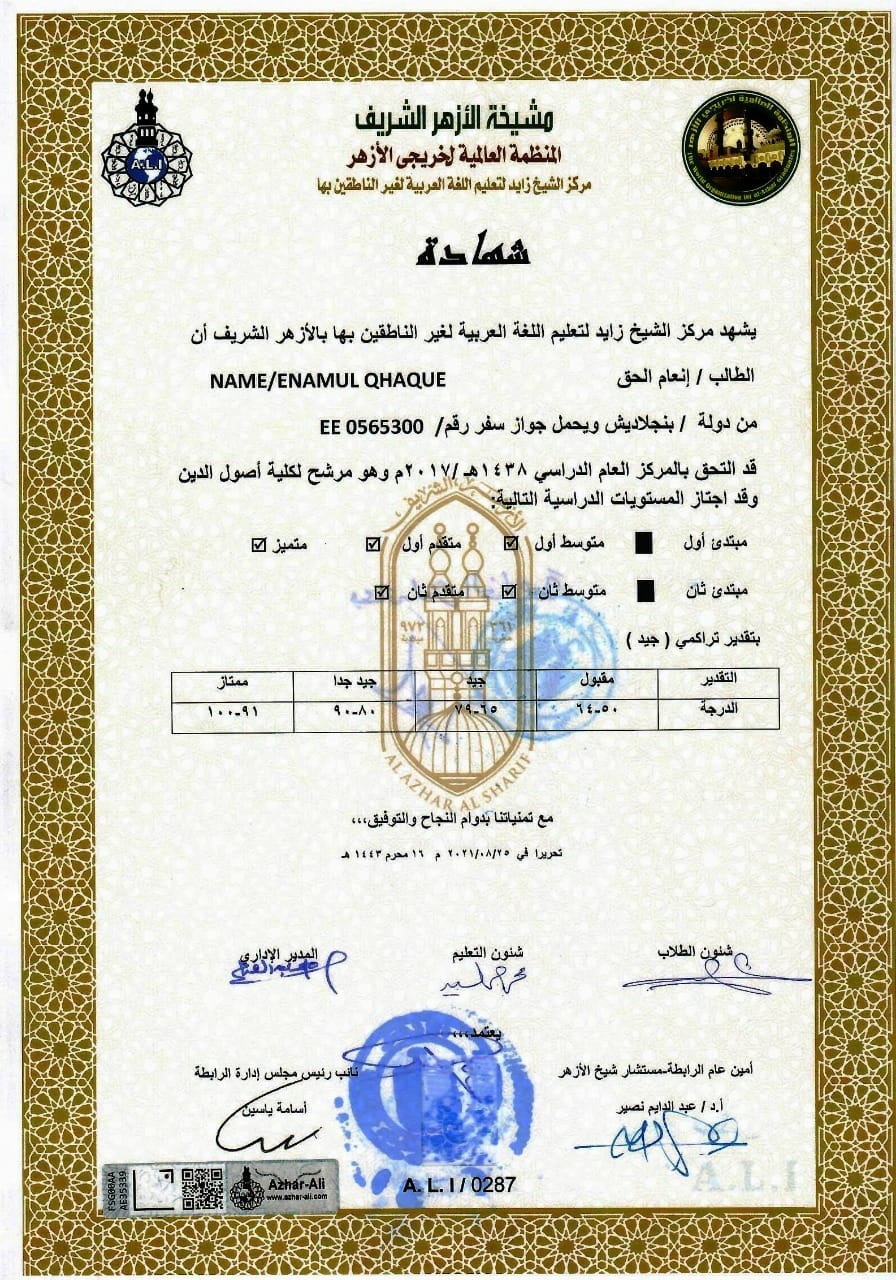 مشيخة الأزهر الشريف
المنظمة العالمية لخريجى الأزهر
مركز الشيخ زايد لتعليم اللغة العربية لغير الناطقين بها
A.L.I
شهادة
يشهد مركز الشيخ زايد لتعليم اللغة العربية لغير الناطقين بها بالأزهر الشريف أن
الطالب / إنعام الحق NAME/ENAMUL QHAQUE
من دولة / بنجلاديش ويحمل جواز سفر رقم/ EE 0565300
قد التحق بالمركز العام الدراسي ١٤٣٨هـ /٢٠١٧م وهو مرشح لكلية أصول الدين
وقد اجتاز المستويات الدراسية التالية:
مبتدئ أول ■ متوسط أول ☑ متقدم أول ☑ متميز ☑
مبتدئ ثان ■ متوسط ثان ☑ متقدم ثان ☑
بتقدير تراكمي ( جيد )
التقدير مقبول جيد جيد جدا ممتاز
الدرجة ٥٠-٦٤ ٦٥-٧٩ ٨٠-٩٠ ٩١-١٠٠
الأزهر الشريف
٣٦١ ٩٧٢
AL AZHAR AL SHARIF
مع تمنياتنا بدوام النجاح والتوفيق،،،
تحريرا في ٢٠٢١/٠٨/٢٥ م ١٦ محرم ١٤٤٣ هـ
شئون الطلاب شئون التعليم المدير الإداري
يعتمد،،،
أمين عام الرابطة-مستشار شيخ الأزهر نائب رئيس مجلس إدارة الرابطة
أ.د / عبد الدايم نصير أسامة ياسين
Azhar-Ali
www.azhar-ali.com
A. L. I / 0287
A.L.I